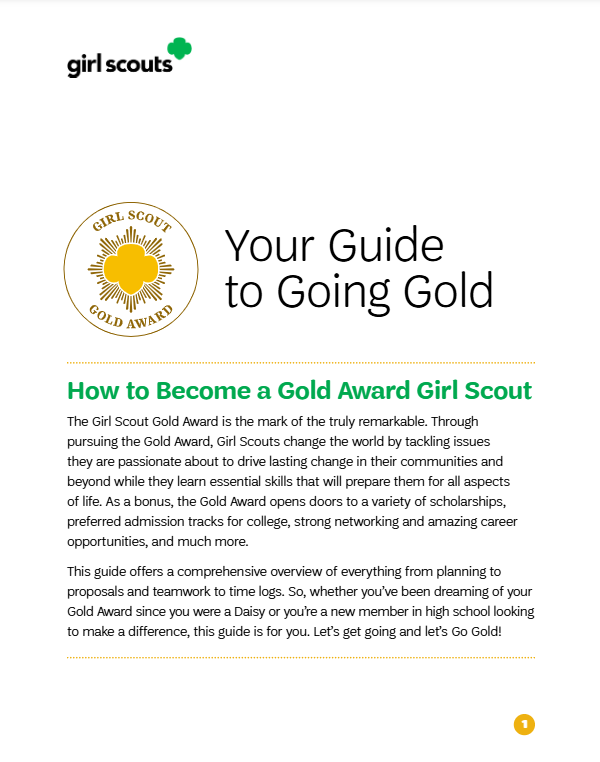 girl scouts
GIRL SCOUT
GOLD AWARD
Your Guide
to Going Gold
How to Become a Gold Award Girl Scout
The Girl Scout Gold Award is the mark of the truly remarkable. Through
pursuing the Gold Award, Girl Scouts change the world by tackling issues
they are passionate about to drive lasting change in their communities and
beyond while they learn essential skills that will prepare them for all aspects
of life. As a bonus, the Gold Award opens doors to a variety of scholarships,
preferred admission tracks for college, strong networking and amazing career
opportunities, and much more.
This guide offers a comprehensive overview of everything from planning to
proposals and teamwork to time logs. So, whether you’ve been dreaming of your
Gold Award since you were a Daisy or you’re a new member in high school looking
to make a difference, this guide is for you. Let’s get going and let’s Go Gold!
1